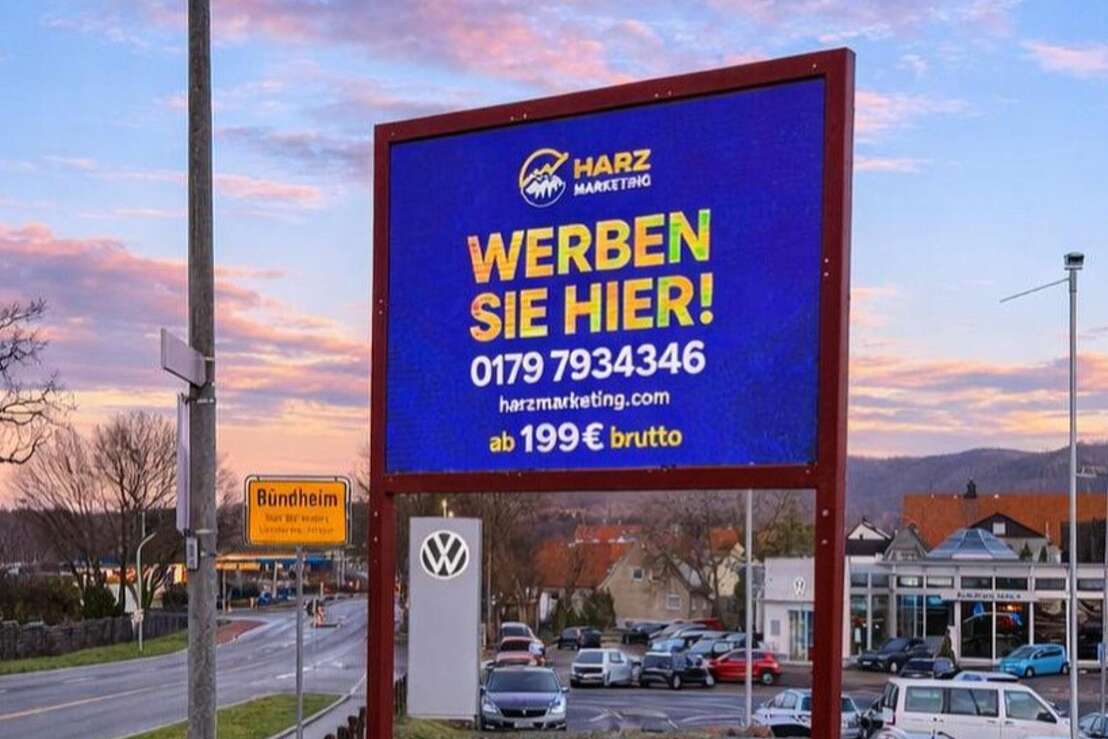 HARZ
MARKETING
WERBEN
SIE HIER!
0179 7934346
harzmarketing.com
ab 199€ brutto
Bündheim